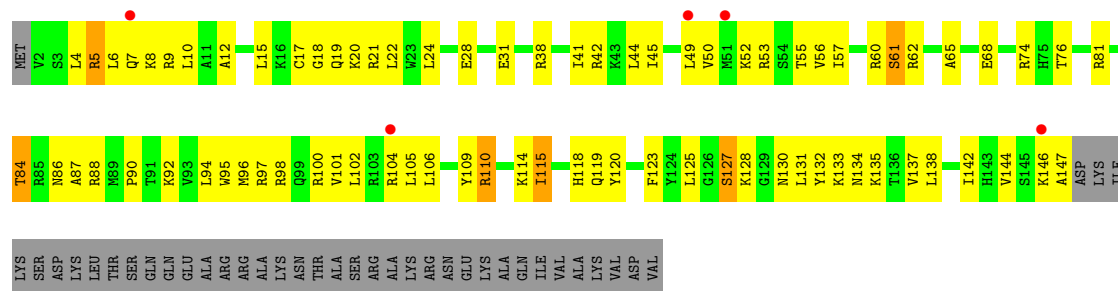 MET V2 S3 L4 R5 L6 Q7 K8 R9 L10 A11 A12 L15 K16 C17 G18 Q19 K20 R21 L22 W23 L24 E28 E31 R38 I41 R42 K43 L44 I45 L49 V50 M51 K52 R53 S54 T55 V56 I57 R60 S61 R62 A65 E68 R74 H75 T76 R81
T84 R85 N86 A87 R88 M89 P90 T91 K92 V93 L94 W95 M96 R97 R98 Q99 R100 V101 L102 R103 R104 L105 L106 Y109 R110 K114 I115 H118 Q119 Y120 F123 Y124 L125 G126 S127 K128 G129 N130 L131 Y132 K133 N134 K135 T136 V137 L138 I142 H143 V144 S145 K146 A147 ASP LYS ILE
LYS SER ASP LYS LEU THR SER GLN GLN GLU ALA ARG ARG ALA LYS ASN THR ALA SER ARG ALA LYS ARG ASN GLU LYS ALA GLN ILE VAL ALA LYS VAL ASP VAL